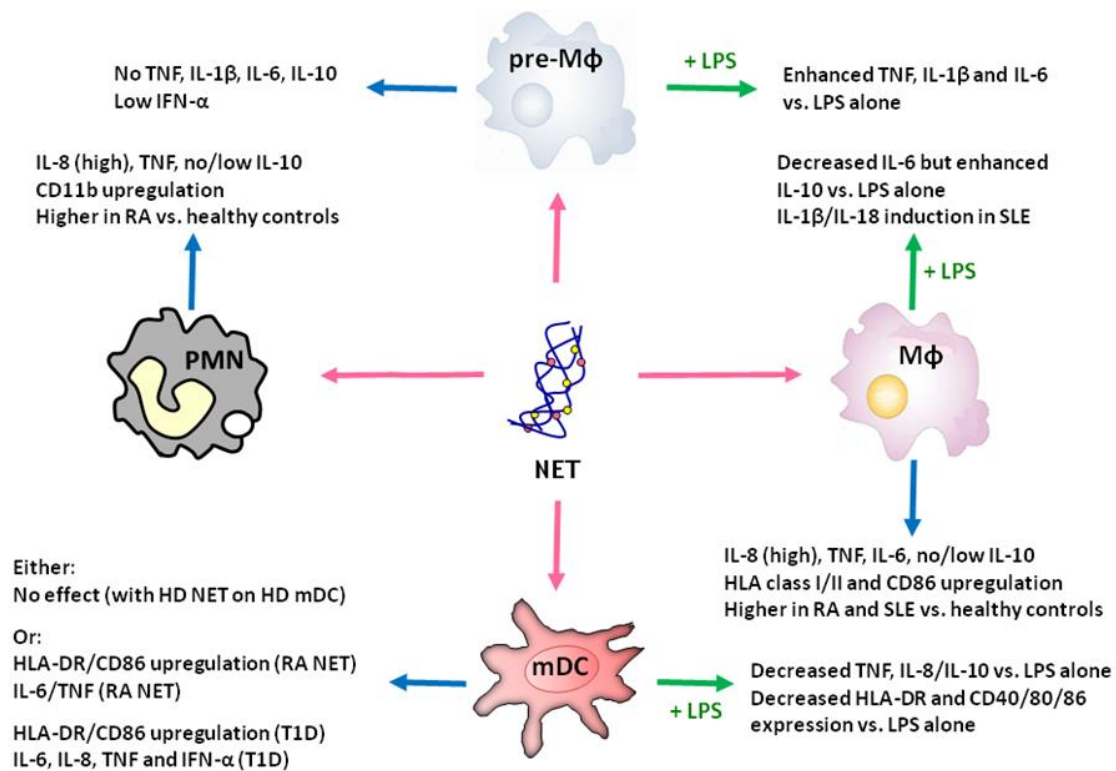 pre-Mϕ
+ LPS
No TNF, IL-1β, IL-6, IL-10
Low IFN-α
Enhanced TNF, IL-1β and IL-6
vs. LPS alone
IL-8 (high), TNF, no/low IL-10
CD11b upregulation
Higher in RA vs. healthy controls
Decreased IL-6 but enhanced
IL-10 vs. LPS alone
IL-1β/IL-18 induction in SLE
+ LPS
PMN
Mϕ
NET
IL-8 (high), TNF, IL-6, no/low IL-10
HLA class I/II and CD86 upregulation
Higher in RA and SLE vs. healthy controls
Either:
No effect (with HD NET on HD mDC)
Or:
HLA-DR/CD86 upregulation (RA NET)
IL-6/TNF (RA NET)
HLA-DR/CD86 upregulation (T1D)
IL-6, IL-8, TNF and IFN-α (T1D)
mDC
+ LPS
Decreased TNF, IL-8/IL-10 vs. LPS alone
Decreased HLA-DR and CD40/80/86
expression vs. LPS alone